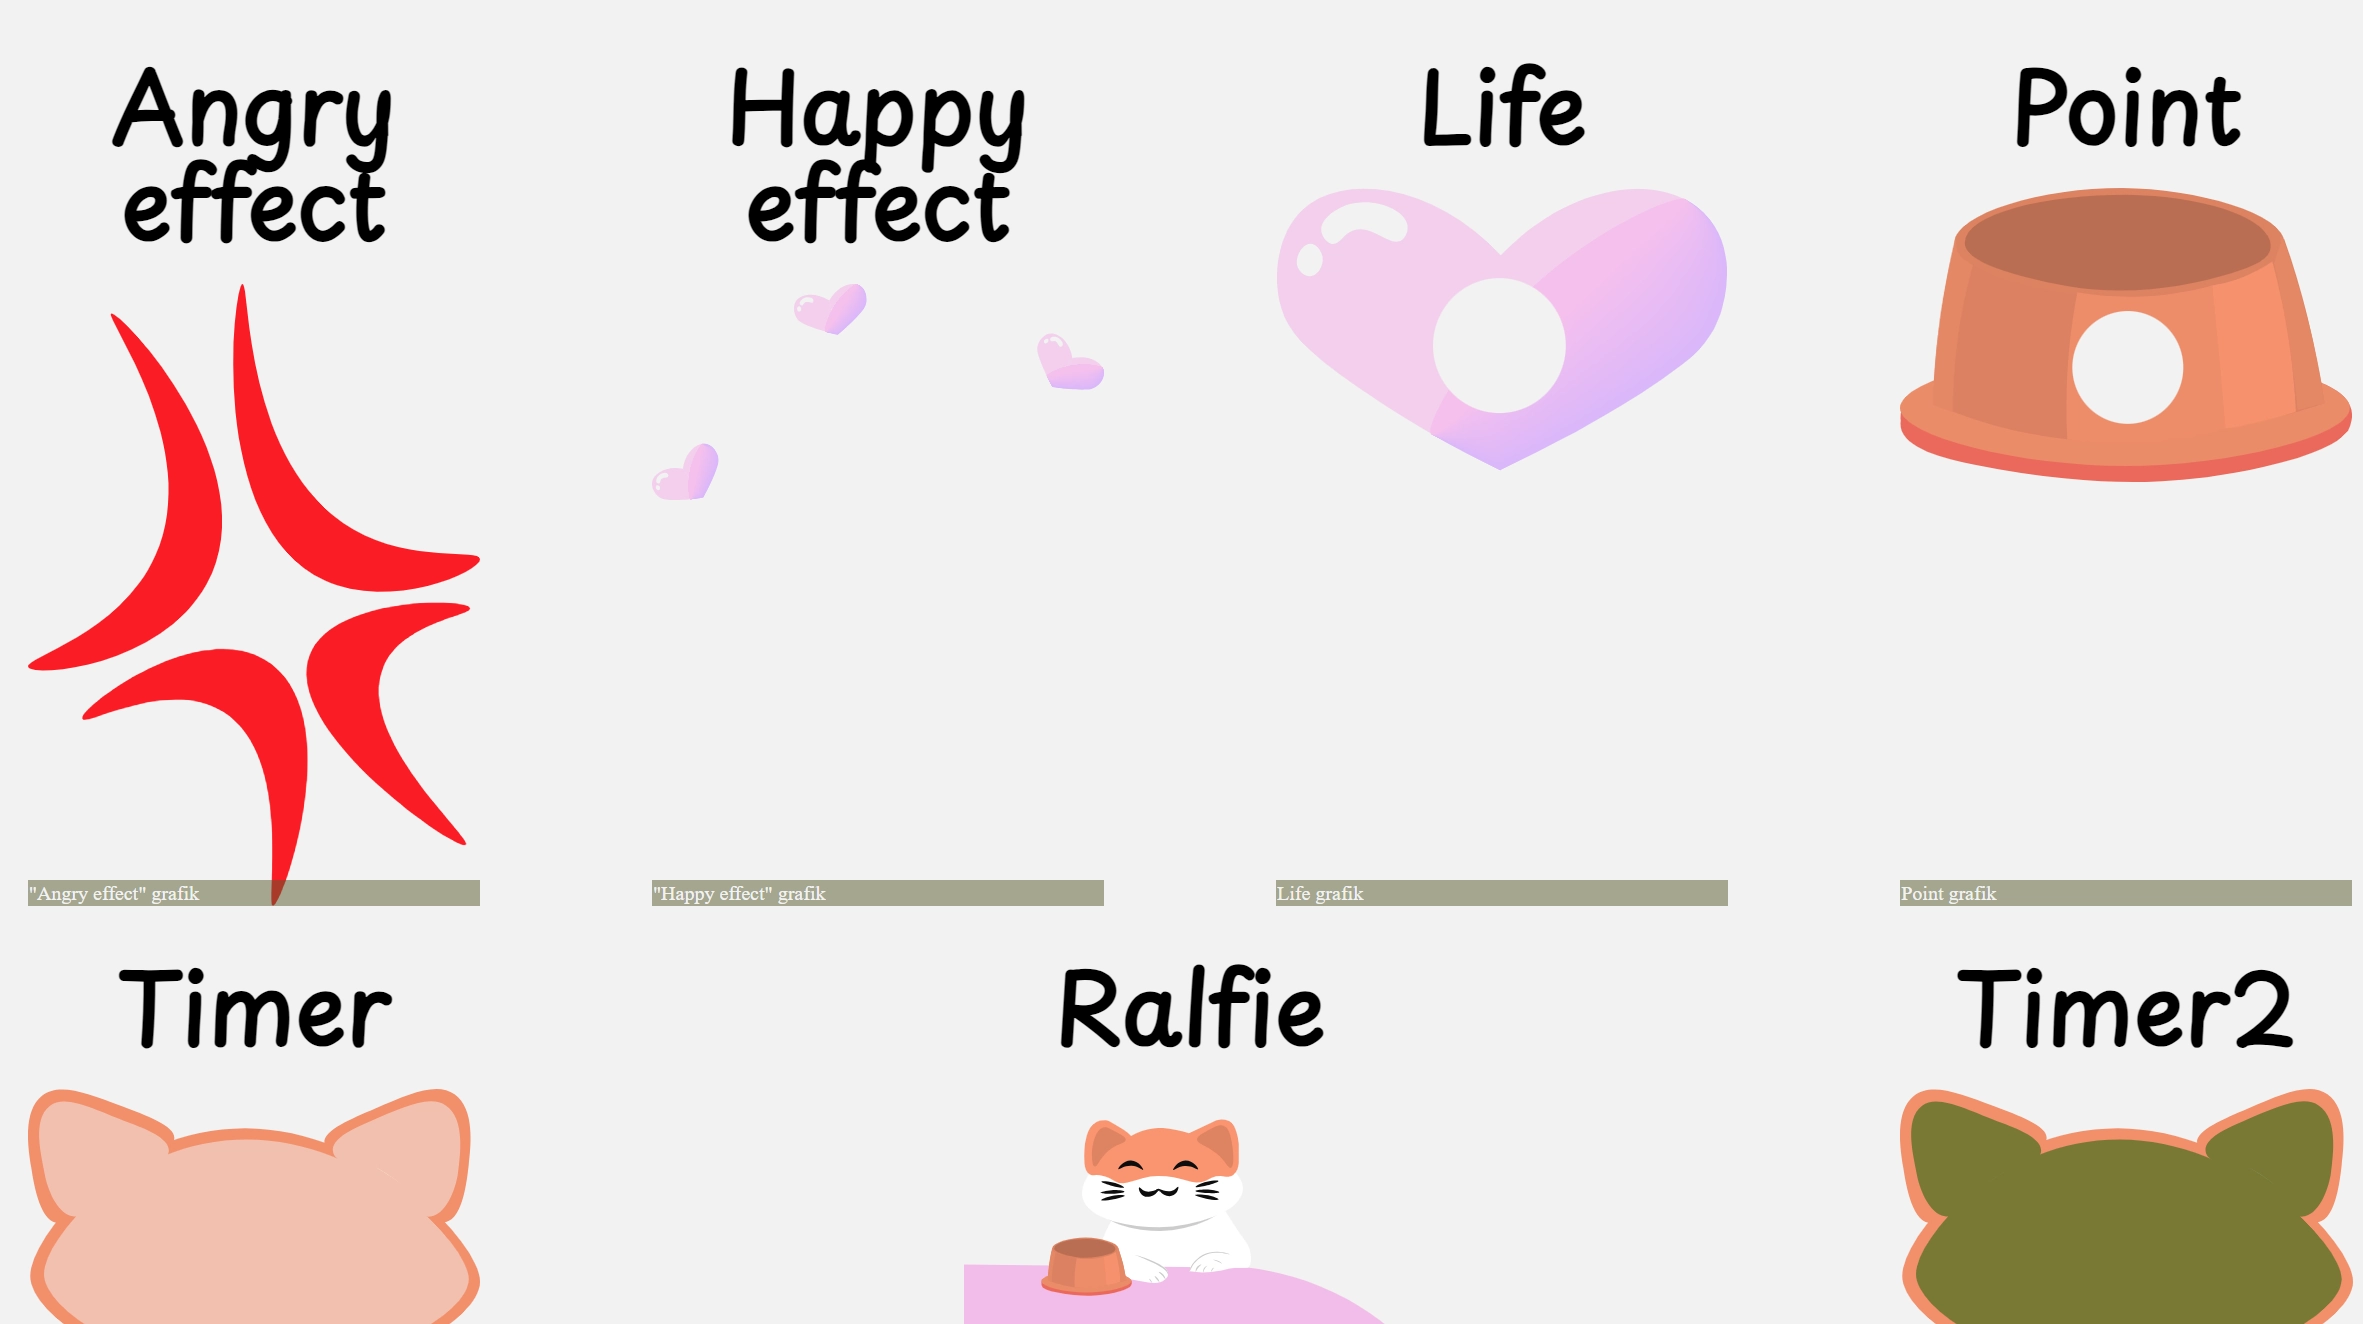 Angry
effect
Happy
effect
Life
Point
"Angry effect" grafik
"Happy effect" grafik
Life grafik
Point grafik
Timer
Ralfie
Timer2